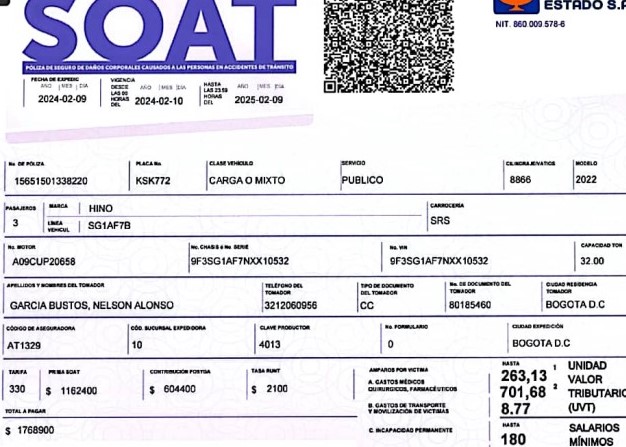 SOAT
ESTADO S.A
NIT. 860.009.578-6
PÓLIZA DE SEGURO DE DAÑOS CORPORALES CAUSADOS A LAS PERSONAS EN ACCIDENTES DE TRÁNSITO
FECHA DE EXPEDIC
AÑO | MES | DIA
2024-02-09
VIGENCIA
DESDE LAS 00 HORAS DEL
AÑO | MES | DIA
2024-02-10
HASTA LAS 23:59 HORAS DEL
AÑO | MES | DIA
2025-02-09
No. DE PÓLIZA PLACA No. CLASE VEHICULO SERVICIO CILINDRAJE/VATIOS MODELO
15651501338220 KSK772 CARGA O MIXTO PUBLICO 8866 2022
PASAJEROS MARCA HINO CARROCERÍA
3 LÍNEA VEHICUL SG1AF7B SRS
No. MOTOR No. CHASIS o No. SERIE No. VIN CAPACIDAD TON
A09CUP20658 9F3SG1AF7NXX10532 9F3SG1AF7NXX10532 32.00
APELLIDOS Y NOMBRES DEL TOMADOR TELÉFONO DEL TOMADOR TIPO DE DOCUMENTO DEL TOMADOR No. DE DOCUMENTO DEL TOMADOR CIUDAD RESIDENCIA TOMADOR
GARCIA BUSTOS, NELSON ALONSO 3212060956 CC 80185460 BOGOTA D.C
CÓDIGO DE ASEGURADORA CÓD. SUCURSAL EXPEDIDORA CLAVE PRODUCTOR No. FORMULARIO CIUDAD EXPEDICIÓN
AT1329 10 4013 0 BOGOTA D.C
TARIFA PRIMA SOAT CONTRIBUCIÓN FOSYGA TASA RUNT
330 $ 1162400 $ 604400 $ 2100
TOTAL A PAGAR
$ 1768900
AMPAROS POR VICTIMA
A. GASTOS MÉDICOS QUIRURGICOS, FARMACÉUTICOS
B. GASTOS DE TRANSPORTE Y MOVILIZACIÓN DE VICTIMAS
C. INCAPACIDAD PERMANENTE
HASTA
263,13 ¹
701,68 ²
8.77
UNIDAD
VALOR
TRIBUTARIO
(UVT)
HASTA
180
SALARIOS
MÍNIMOS